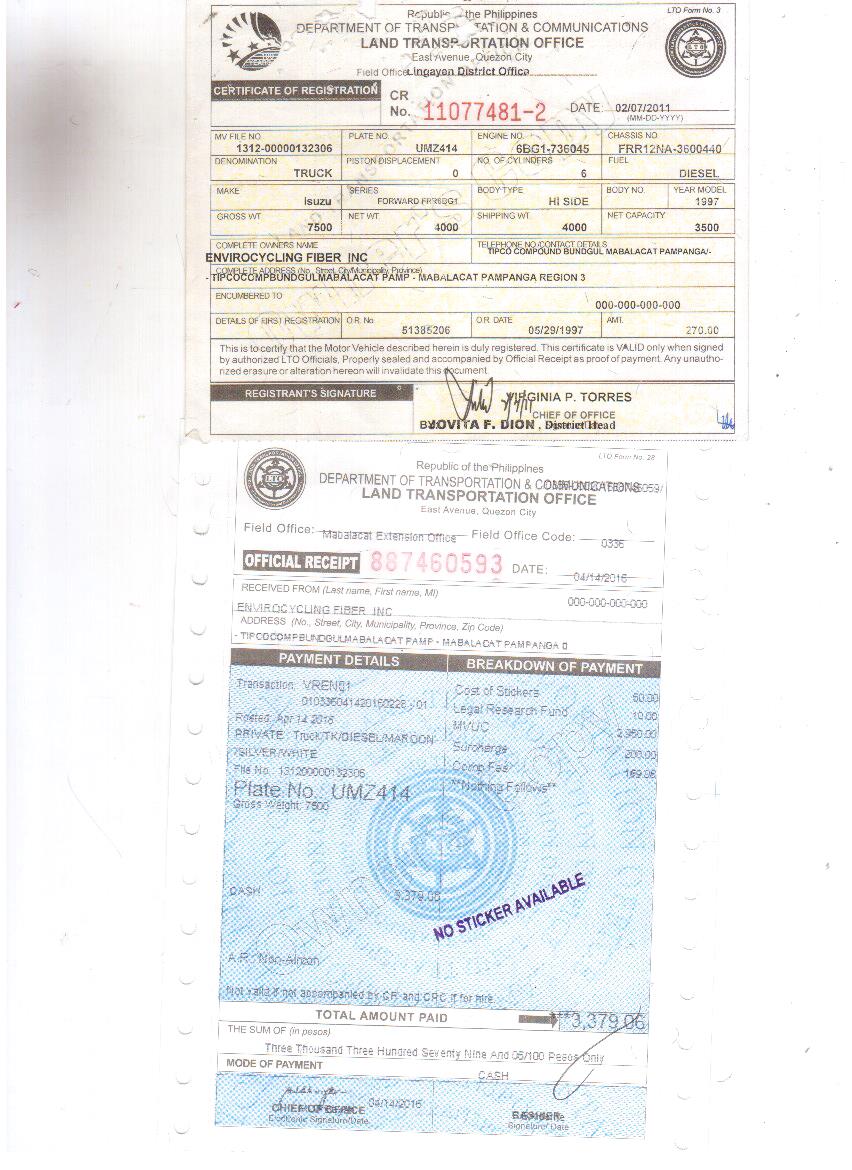 LTO Form No. 3
Republic of the Philippines
DEPARTMENT OF TRANSPORTATION & COMMUNICATIONS
LAND TRANSPORTATION OFFICE
East Avenue, Quezon City
Field Office Lingayen District Office
CERTIFICATE OF REGISTRATION
CR No. 11077481-2 DATE: 02/07/2011
(MM-DD-YYYY)
MV FILE NO. PLATE NO. ENGINE NO. CHASSIS NO.
1312-00000132306 UMZ414 6BG1-736045 FRR12NA-3600440
DENOMINATION PISTON DISPLACEMENT NO. OF CYLINDERS FUEL
TRUCK 0 6 DIESEL
MAKE SERIES BODY TYPE BODY NO. YEAR MODEL
Isuzu FORWARD FRR6BG1 HI SIDE 1997
GROSS WT. NET WT. SHIPPING WT. NET CAPACITY
7500 4000 4000 3500
COMPLETE OWNERS NAME TELEPHONE NO/CONTACT DETAILS
ENVIROCYCLING FIBER INC TIPCO COMPOUND BUNDGUL MABALACAT PAMPANGA/-
COMPLETE ADDRESS (No., Street, City/Municipality, Province)
- TIPCOCOMPBUNDGULMABALACAT PAMP - MABALACAT PAMPANGA REGION 3
ENCUMBERED TO
000-000-000-000
DETAILS OF FIRST REGISTRATION O.R. No. O.R. DATE AMT.
51385206 05/29/1997 270.00
This is to certify that the Motor Vehicle described herein is duly registered. This certificate is VALID only when signed
by authorized LTO Officials, Properly sealed and accompanied by Official Receipt as proof of payment. Any unautho-
rized erasure or alteration hereon will invalidate this document.
REGISTRANT'S SIGNATURE
VIRGINIA P. TORRES
CHIEF OF OFFICE
JOVITA F. DION , District Head
LTO Form No. 28
Republic of the Philippines
DEPARTMENT OF TRANSPORTATION & COMMUNICATIONS
LAND TRANSPORTATION OFFICE
East Avenue, Quezon City
Field Office: Mabalacat Extension Office Field Office Code: 0336
OFFICIAL RECEIPT 887460593 DATE: 04/14/2016
RECEIVED FROM (Last name, First name, MI) 000-000-000-000
ENVIROCYCLING FIBER INC
ADDRESS (No., Street, City, Municipality, Province, Zip Code)
- TIPCOCOMPBUNDGULMABALACAT PAMP - MABALACAT PAMPANGA 0
PAYMENT DETAILS BREAKDOWN OF PAYMENT
Transaction: VREN01
010336041420160226 - 01
Posted: Apr 14 2016
PRIVATE Truck/TK/DIESEL/MAROON
/SILVER/WHITE
File No.: 131200000132306
Plate No.: UMZ414
Gross Weight: 7500
Cost of Stickers 50.00
Legal Research Fund 10.00
MVUC 2,950.00
Surcharge 200.00
Comp Fee 169.06
**Nothing Follows**
CASH 3,379.06
NO STICKER AVAILABLE
A.R.: Non-Aircon
Not valid if not accompanied by CR and CPC if for hire
TOTAL AMOUNT PAID **3,379.06
THE SUM OF (in pesos)
Three Thousand Three Hundred Seventy Nine And 06/100 Pesos Only
MODE OF PAYMENT CASH
04/14/2016
CHIEF OF OFFICE CASHIER
Electronic Signature/Date Signature/ Date